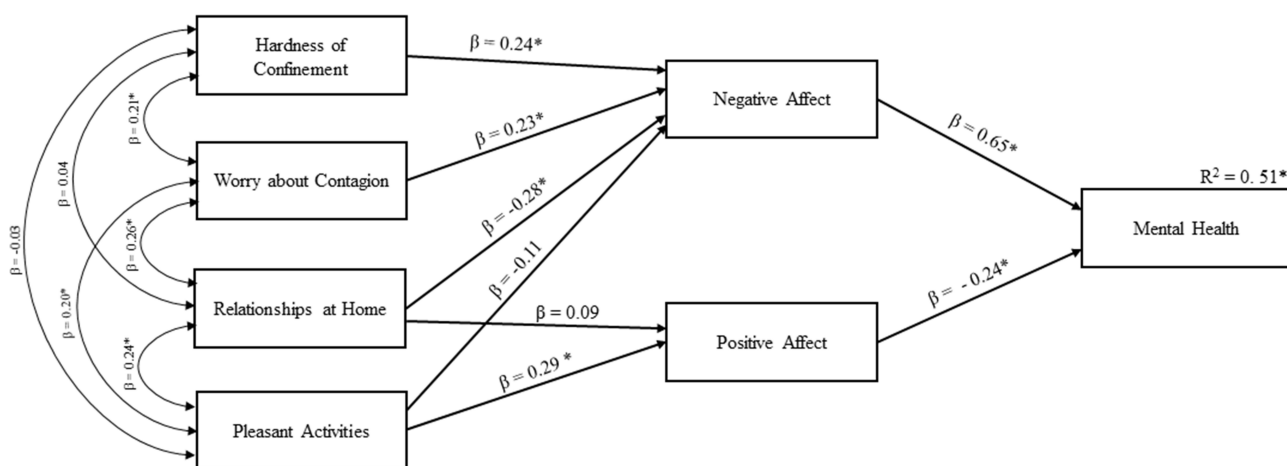 Hardness of
Confinement
Worry about Contagion
Relationships at Home
Pleasant Activities
β = -0.03
β = 0.04
β = 0.21*
β = 0.20*
β = 0.26*
β = 0.24*
β = 0.24*
β = 0.23*
β = -0.28*
β = -0.11
β = 0.09
β = 0.29 *
Negative Affect
Positive Affect
β = 0.65*
β = - 0.24*
R² = 0. 51*
Mental Health